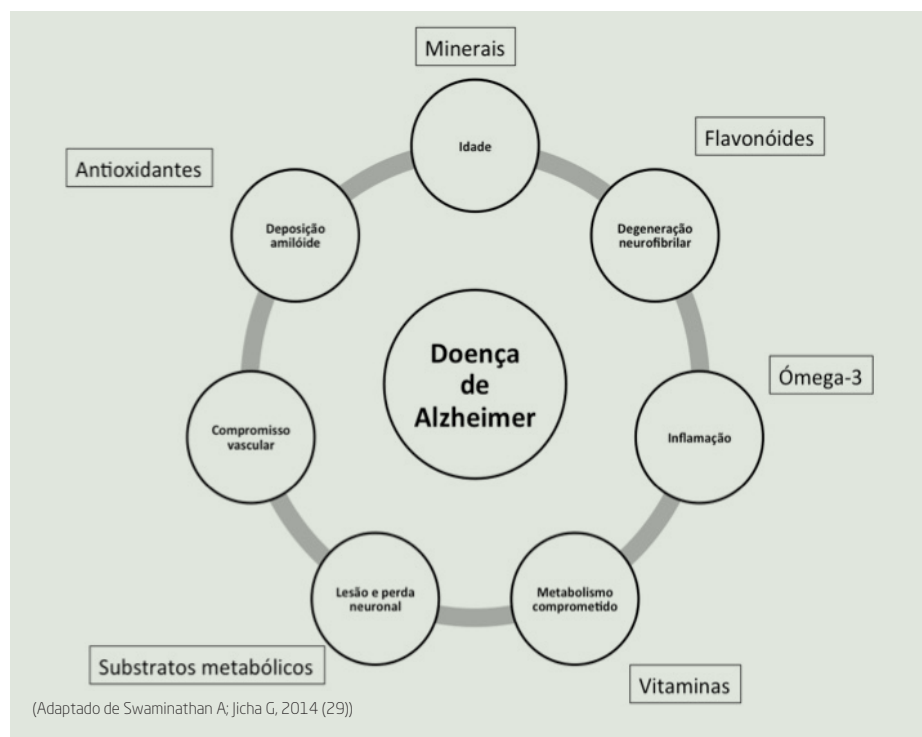 Minerais
Idade
Flavonóides
Antioxidantes
Deposição
amilóide
Degeneração
neurofibrilar
Doença
de
Alzheimer
Ómega-3
Compromisso
vascular
Inflamação
Lesão e perda
neuronal
Metabolismo
comprometido
Substratos metabólicos
Vitaminas
(Adaptado de Swaminathan A; Jicha G, 2014 (29))